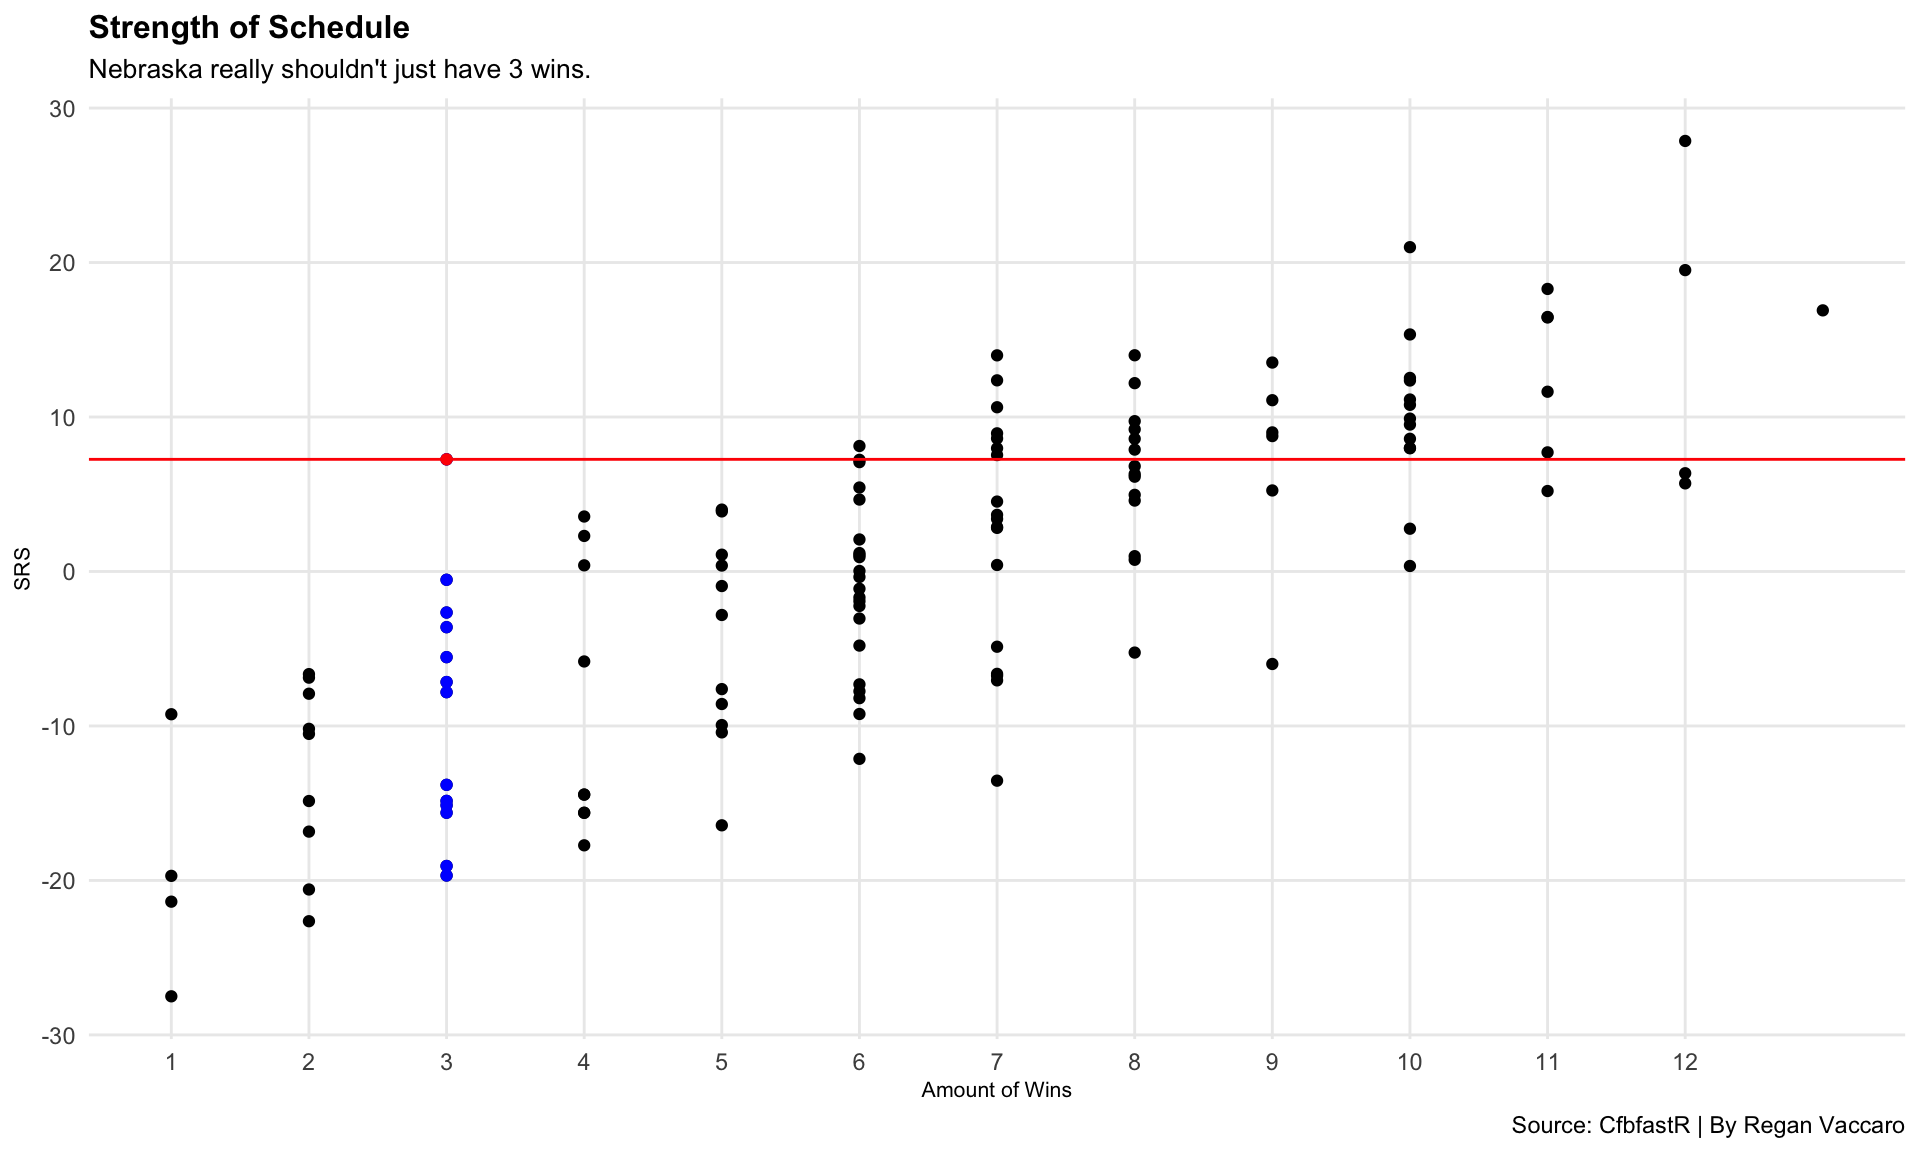 Strength of Schedule
Nebraska really shouldn't just have 3 wins.
30
20
10
0
-10
-20
-30
SRS
1 2 3 4 5 6 7 8 9 10 11 12
Amount of Wins
Source: CfbfastR | By Regan Vaccaro